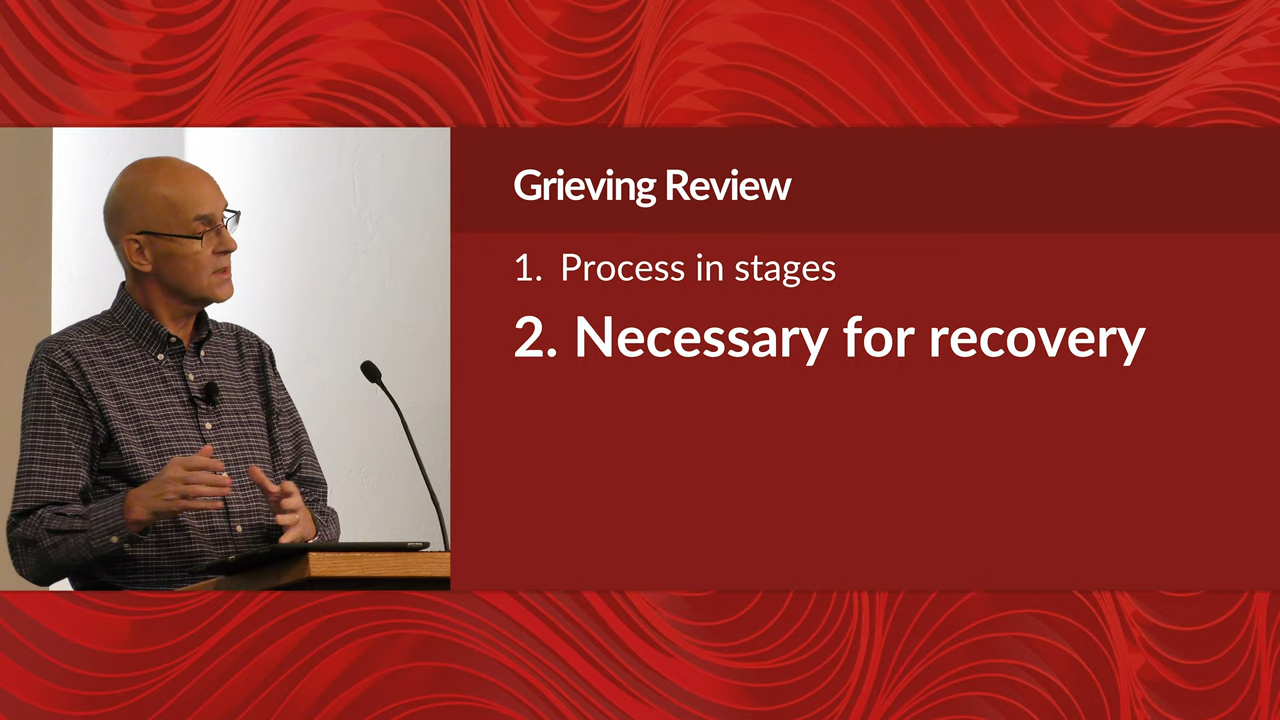 Grieving Review
1. Process in stages
2. Necessary for recovery